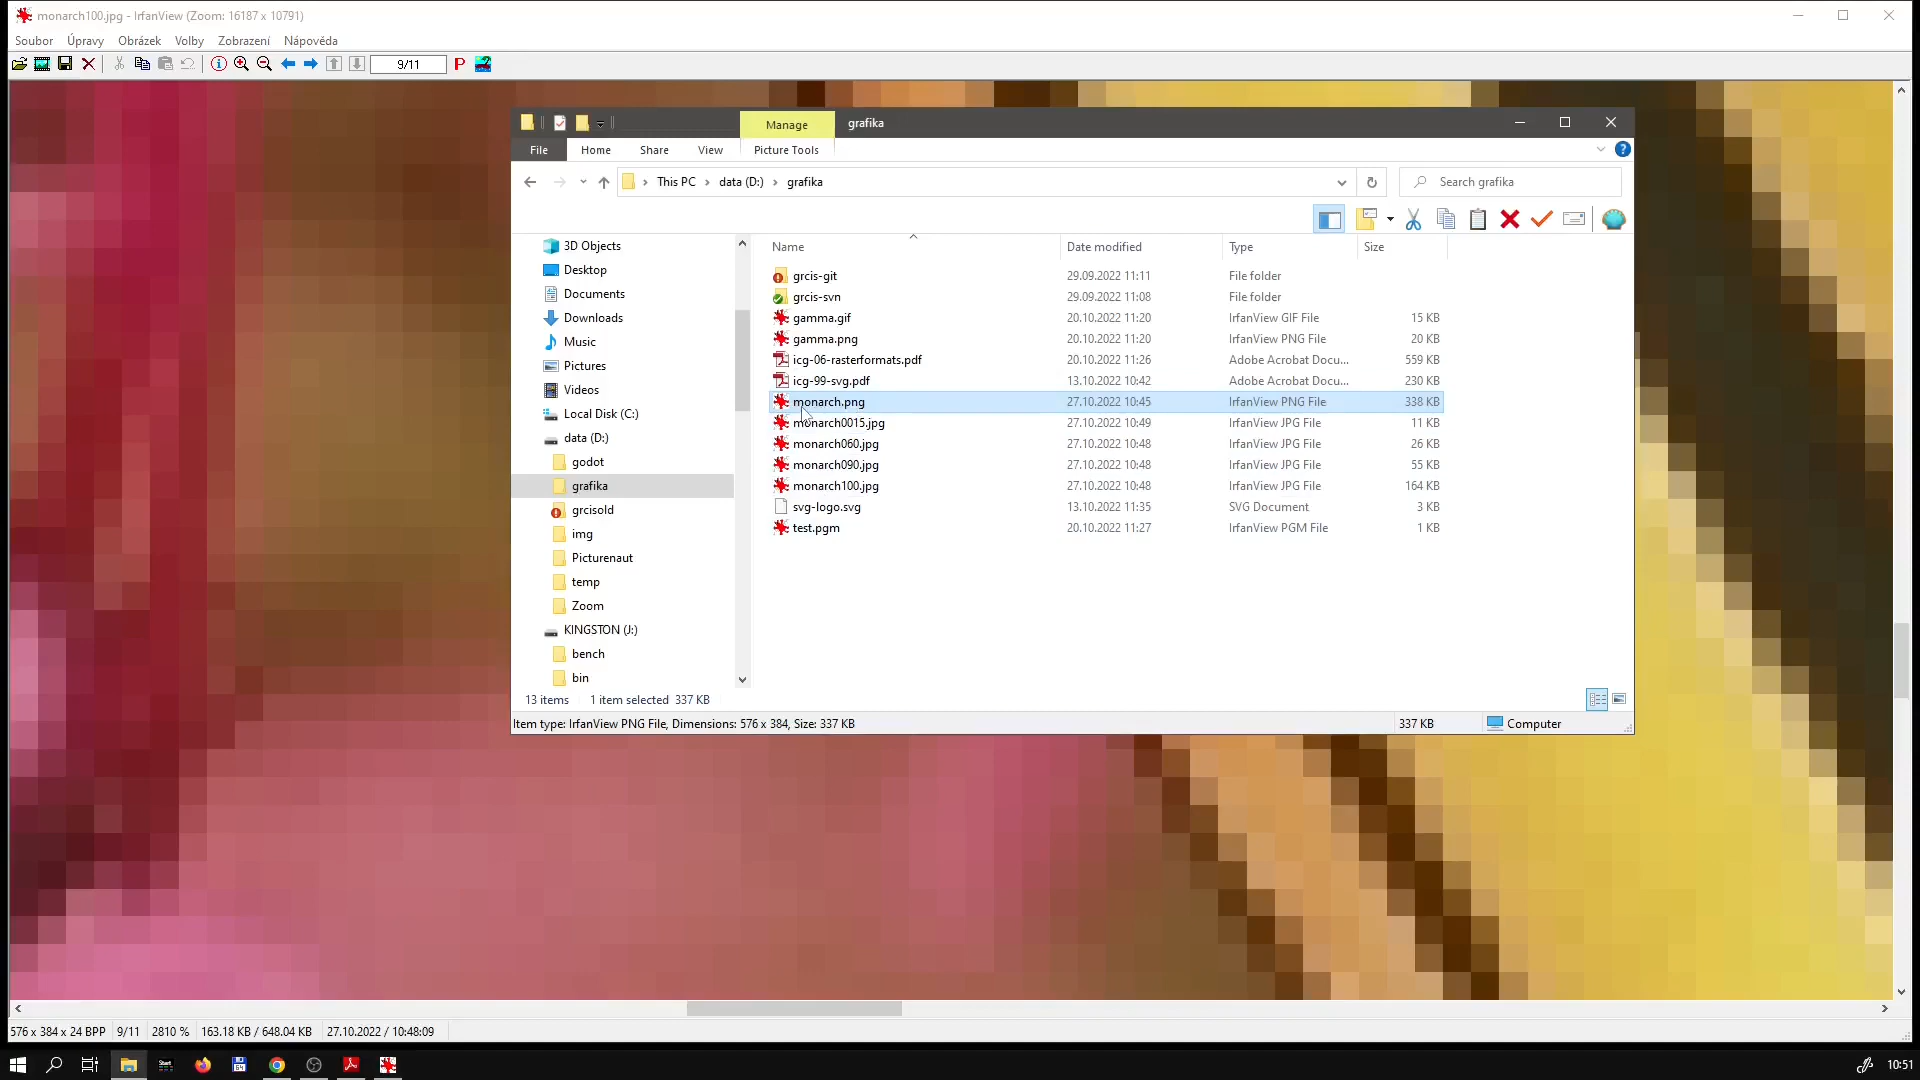 monarch100.jpg - IrfanView (Zoom: 16187 x 10791)
Soubor Úpravy Obrázek Volby Zobrazení Nápověda
9/11 P
Manage grafika
File Home Share View Picture Tools
This PC data (D:) grafika Search grafika
Name Date modified Type Size
3D Objects
Desktop
Documents
Downloads
Music
Pictures
Videos
Local Disk (C:)
data (D:)
godot
grafika
grcisold
img
Picturenaut
temp
Zoom
KINGSTON (J:)
bench
bin
grcis-git 29.09.2022 11:11 File folder
grcis-svn 29.09.2022 11:08 File folder
gamma.gif 20.10.2022 11:20 IrfanView GIF File 15 KB
gamma.png 20.10.2022 11:20 IrfanView PNG File 20 KB
icg-06-rasterformats.pdf 20.10.2022 11:26 Adobe Acrobat Docu... 559 KB
icg-99-svg.pdf 13.10.2022 10:42 Adobe Acrobat Docu... 230 KB
monarch.png 27.10.2022 10:45 IrfanView PNG File 338 KB
monarch0015.jpg 27.10.2022 10:49 IrfanView JPG File 11 KB
monarch060.jpg 27.10.2022 10:48 IrfanView JPG File 26 KB
monarch090.jpg 27.10.2022 10:48 IrfanView JPG File 55 KB
monarch100.jpg 27.10.2022 10:48 IrfanView JPG File 164 KB
svg-logo.svg 13.10.2022 11:35 SVG Document 3 KB
test.pgm 20.10.2022 11:27 IrfanView PGM File 1 KB
13 items 1 item selected 337 KB
Item type: IrfanView PNG File, Dimensions: 576 x 384, Size: 337 KB 337 KB Computer
576 x 384 x 24 BPP 9/11 2810 % 163.18 KB / 648.04 KB 27.10.2022 / 10:48:09
Start 64 10:51